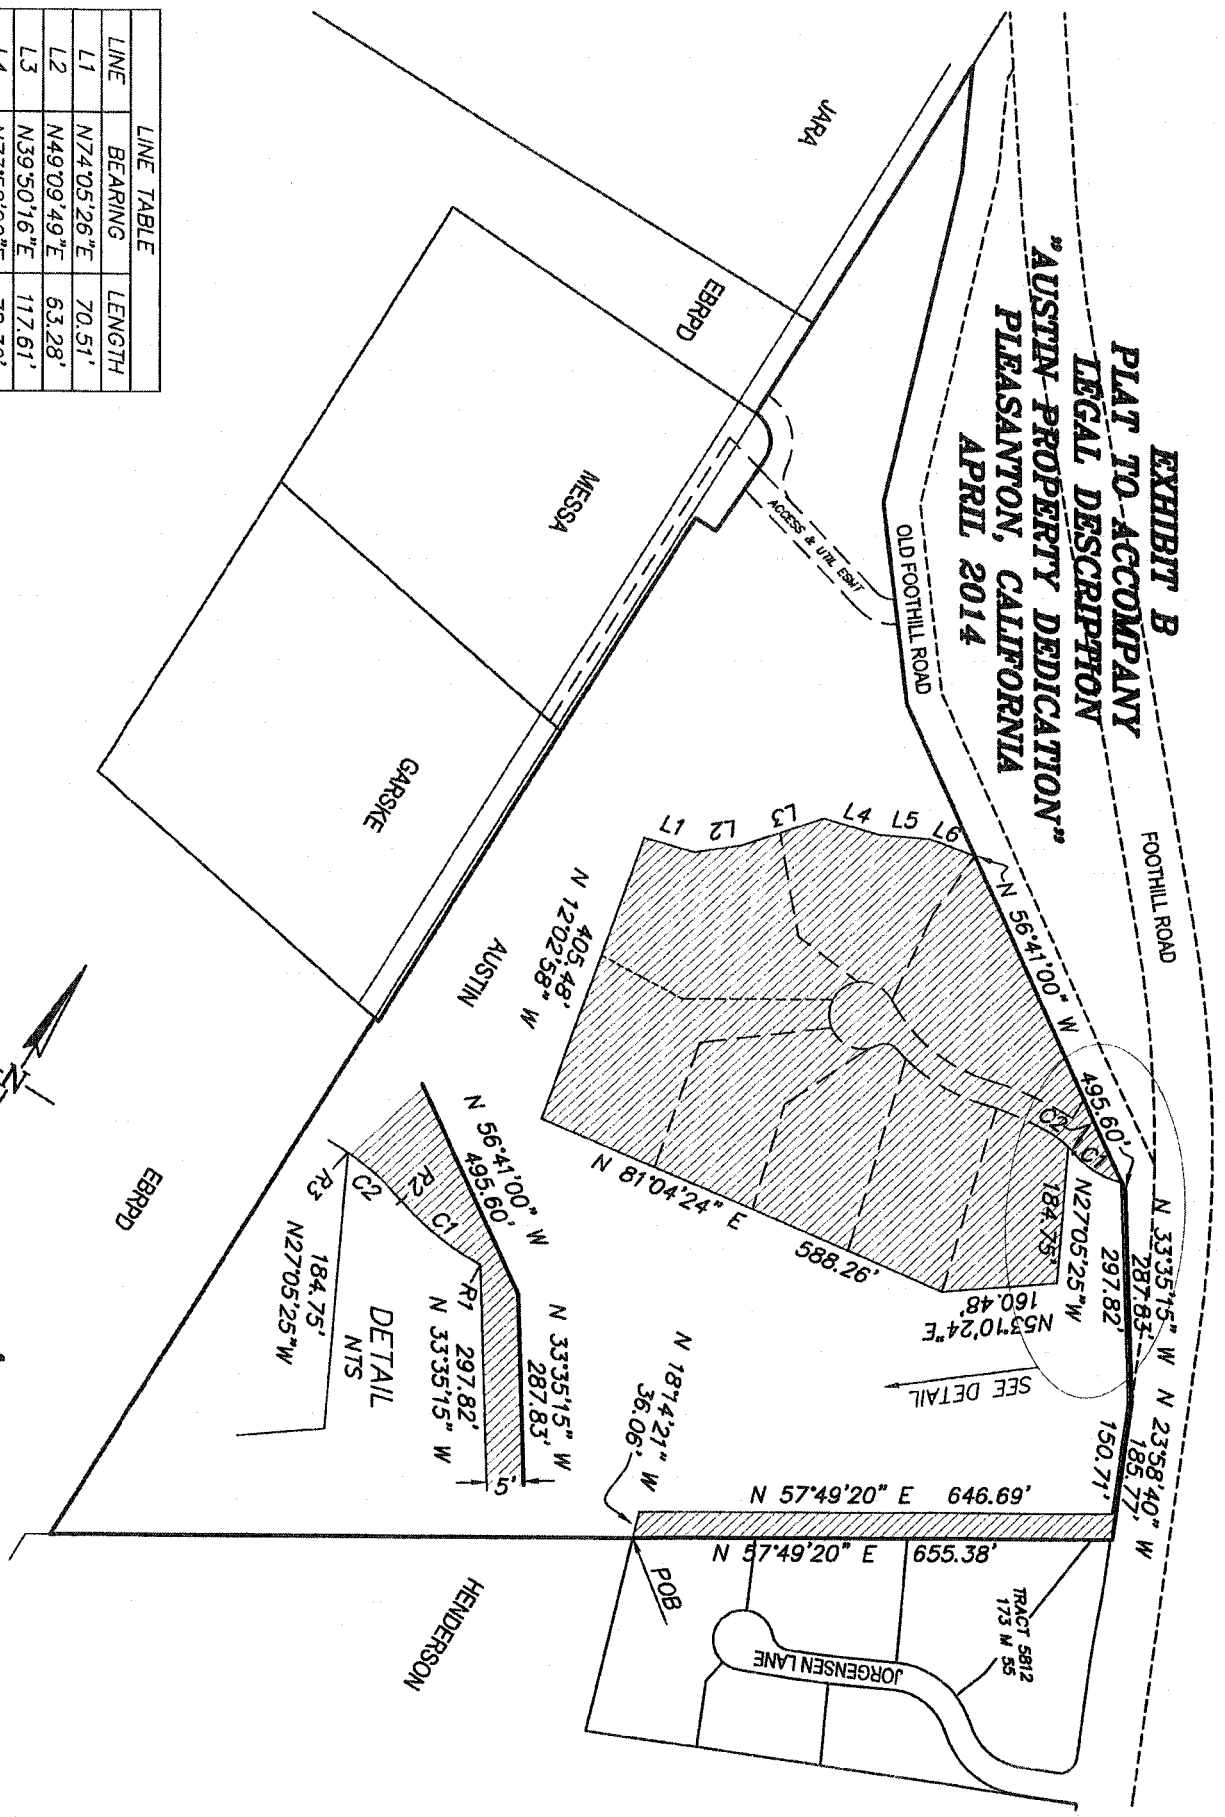 EXHIBIT B
PLAT TO ACCOMPANY
LEGAL DESCRIPTION
"AUSTIN PROPERTY DEDICATION"
PLEASANTON, CALIFORNIA
APRIL 2014
FOOTHILL ROAD
OLD FOOTHILL ROAD
ACCESS & UTIL ESMT
JARA
EBRPD
MESSA
GARSKE
AUSTIN
EBRPD
HENDERSON
L1
L2
L3
L4
L5
L6
N 56°41'00" W
495.60'
C2
C1
N 33°35'15" W
287.83'
297.82'
N27°05'25"W
184.75'
N 23°58'40" W
185.77'
150.71'
N53°10'24"E
160.48'
SEE DETAIL
N 12°02'58" W
405.48'
N 81°04'24" E
588.26'
N 18°14'21" W
36.06'
N 57°49'20" E 646.69'
N 57°49'20" E 655.38'
POB
TRACT 5812
173 M 55
JORGENSEN LANE
N 56°41'00" W
495.60'
R2
C1
C2
R3
R1
N 33°35'15" W
287.83'
297.82'
N 33°35'15" W
5'
184.75'
N27°05'25"W
DETAIL
NTS
LINE TABLE
LINE BEARING LENGTH
L1 N74°05'26"E 70.51'
L2 N49°09'49"E 63.28'
L3 N39°50'16"E 117.61'
L4